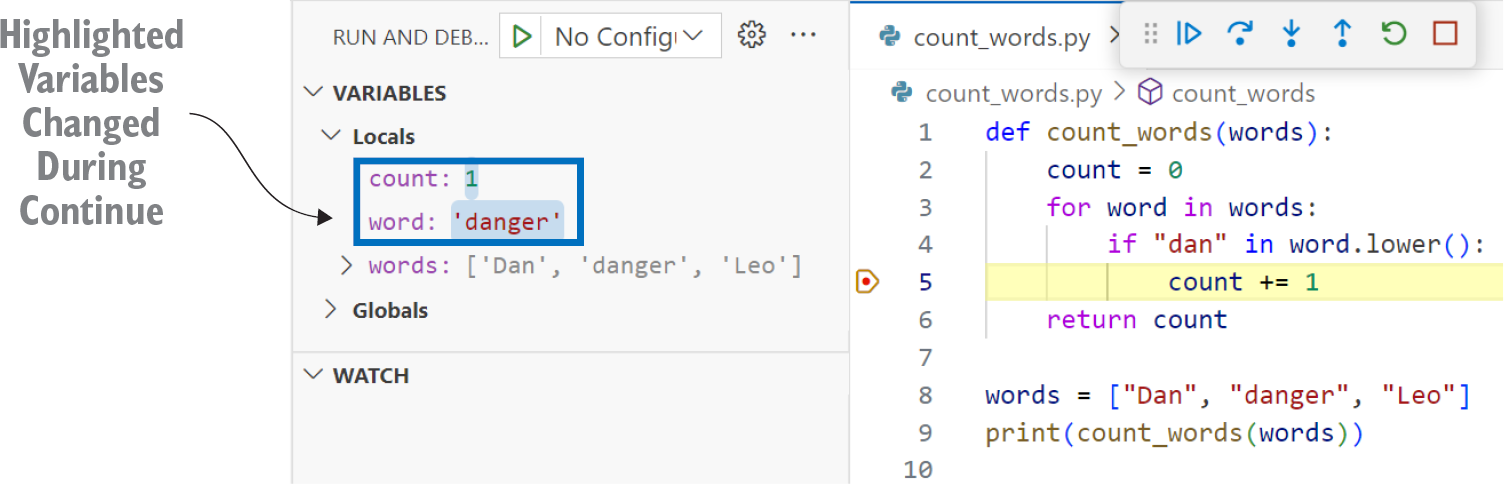 Highlighted
Variables
Changed
During
Continue
RUN AND DEB...
No Config
VARIABLES
Locals
count: 1
word: 'danger'
words: ['Dan', 'danger', 'Leo']
Globals
WATCH
count_words.py
count_words.py > count_words
1 def count_words(words):
2     count = 0
3     for word in words:
4         if "dan" in word.lower():
5             count += 1
6     return count
7
8 words = ["Dan", "danger", "Leo"]
9 print(count_words(words))
10